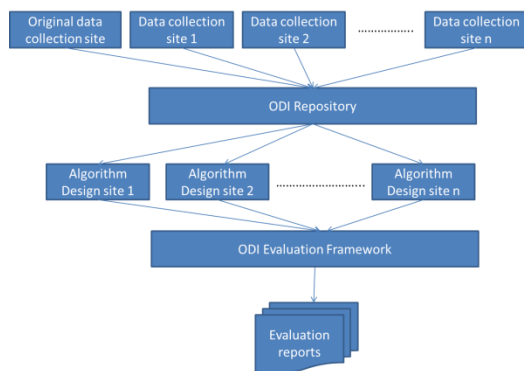 Original data
collection site
Data collection
site 1
Data collection
site 2
Data collection
site n
ODI Repository
Algorithm
Design site 1
Algorithm
Design site 2
Algorithm
Design site n
ODI Evaluation Framework
Evaluation
reports